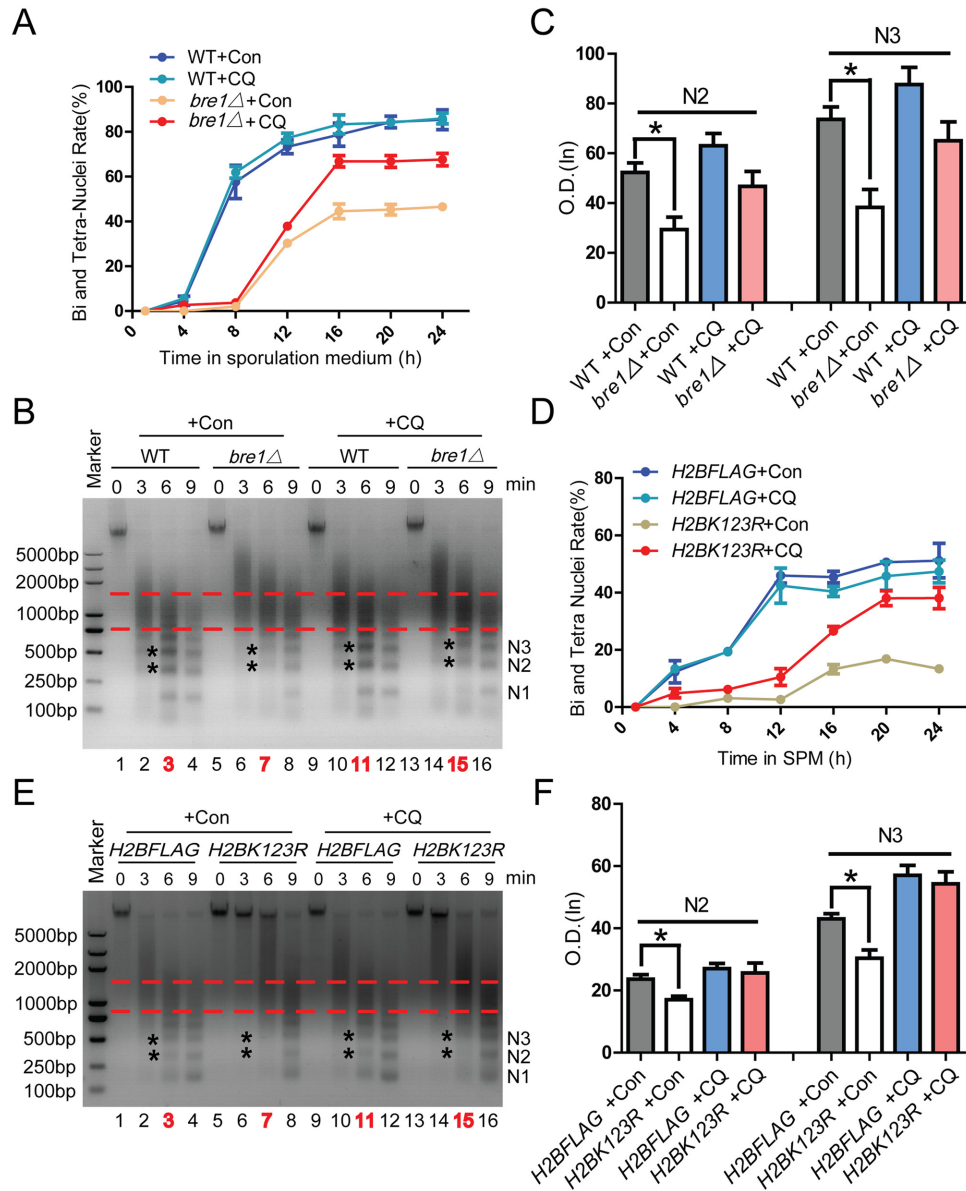 A
WT+Con
WT+CQ
bre1Δ+Con
bre1Δ+CQ
Bi and Tetra-Nuclei Rate(%)
100
80
60
40
20
0
0 4 8 12 16 20 24
Time in sporulation medium (h)
C
N3
N2
*
*
O.D.(In)
100
80
60
40
20
0
WT +Con
bre1Δ+Con
WT +CQ
bre1Δ +CQ
WT +Con
bre1Δ+Con
WT +CQ
bre1Δ +CQ
B
+Con +CQ
Marker WT bre1△ WT bre1△
0 3 6 9 0 3 6 9 0 3 6 9 0 3 6 9 min
5000bp
2000bp
1000bp
500bp
250bp
100bp
* * * * N3
* * * * N2
N1
1 2 3 4 5 6 7 8 9 10 11 12 13 14 15 16
D
H2BFLAG+Con
H2BFLAG+CQ
H2BK123R+Con
H2BK123R+CQ
Bi and Tetra Nuclei Rate(%)
80
60
40
20
0
0 4 8 12 16 20 24
Time in SPM (h)
E
+Con +CQ
Marker H2BFLAG H2BK123R H2BFLAG H2BK123R
0 3 6 9 0 3 6 9 0 3 6 9 0 3 6 9 min
5000bp
2000bp
1000bp
500bp
250bp
100bp
* * * * N3
* * * * N2
N1
1 2 3 4 5 6 7 8 9 10 11 12 13 14 15 16
F
N3
N2
*
*
O.D.(In)
80
60
40
20
0
H2BFLAG +Con
H2BK123R +Con
H2BFLAG +CQ
H2BK123R +CQ
H2BFLAG +Con
H2BK123R +Con
H2BFLAG +CQ
H2BK123R +CQ